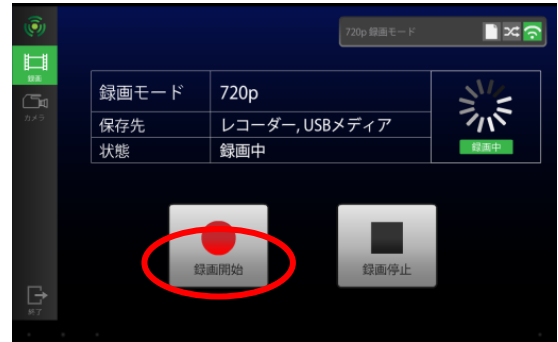 720p 録画モード
録画
カメラ
録画モード 720p
保存先 レコーダー, USBメディア
状態 録画中
録画中
録画開始 録画停止
終了